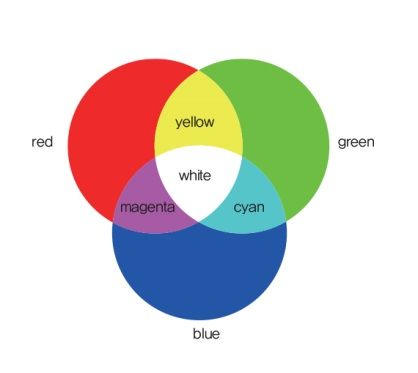 yellow
red
green
white
magenta
cyan
blue